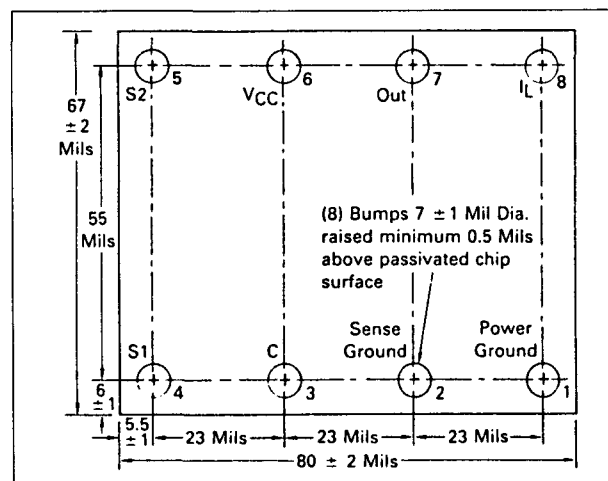 5 6 7 8
S2 VCC Out IL
67
± 2
Mils
55
Mils
(8) Bumps 7 ± 1 Mil Dia.
raised minimum 0.5 Mils
above passivated chip
surface
S1 C Sense
Ground Power
Ground
4 3 2 1
6
± 1
5.5
± 1
23 Mils 23 Mils 23 Mils
80 ± 2 Mils